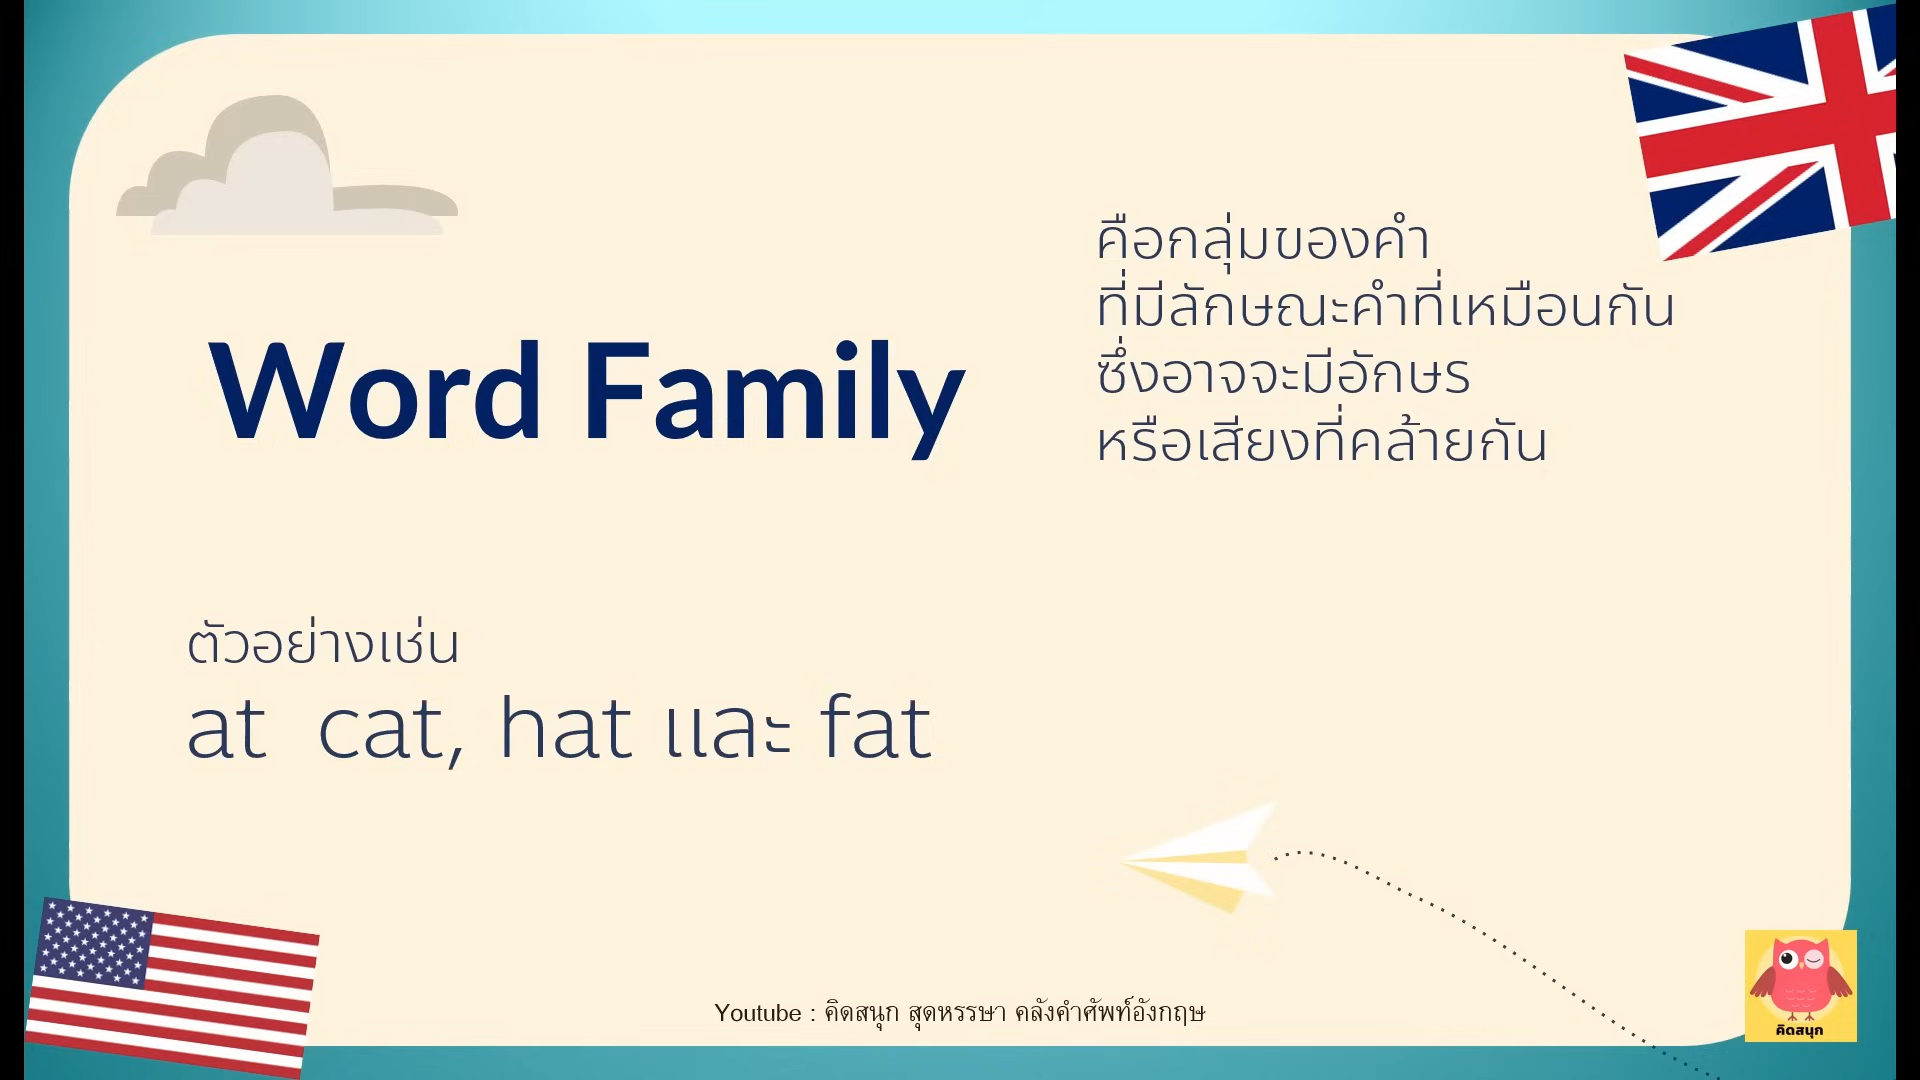 Word Family
คือกลุ่มของคำ
ที่มีลักษณะคำที่เหมือนกัน
ซึ่งอาจจะมีอักษร
หรือเสียงที่คล้ายกัน
ตัวอย่างเช่น
at cat, hat และ fat
Youtube : คิดสนุก สุดหรรษา คลังคำศัพท์อังกฤษ
คิดสนุก